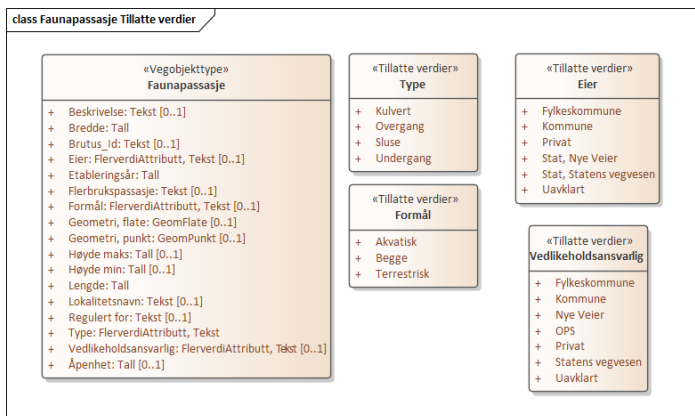 class Faunapassasje Tillatte verdier
«Vegobjekttype»
Faunapassasje
+ Beskrivelse: Tekst [0..1]
+ Bredde: Tall
+ Brutus_Id: Tekst [0..1]
+ Eier: FlerverdiAttributt, Tekst [0..1]
+ Etableringsår: Tall
+ Flerbrukspassasje: Tekst [0..1]
+ Formål: FlerverdiAttributt, Tekst [0..1]
+ Geometri, flate: GeomFlate [0..1]
+ Geometri, punkt: GeomPunkt [0..1]
+ Høyde maks: Tall [0..1]
+ Høyde min: Tall [0..1]
+ Lengde: Tall
+ Lokalitetsnavn: Tekst [0..1]
+ Regulert for: Tekst [0..1]
+ Type: FlerverdiAttributt, Tekst
+ Vedlikeholdsansvarlig: FlerverdiAttributt, Tekst [0..1]
+ Åpenhet: Tall [0..1]
«Tillatte verdier»
Type
+ Kulvert
+ Overgang
+ Sluse
+ Undergang
«Tillatte verdier»
Formål
+ Akvatisk
+ Begge
+ Terrestrisk
«Tillatte verdier»
Eier
+ Fylkeskommune
+ Kommune
+ Privat
+ Stat, Nye Veier
+ Stat, Statens vegvesen
+ Uavklart
«Tillatte verdier»
Vedlikeholdsansvarlig
+ Fylkeskommune
+ Kommune
+ Nye Veier
+ OPS
+ Privat
+ Statens vegvesen
+ Uavklart